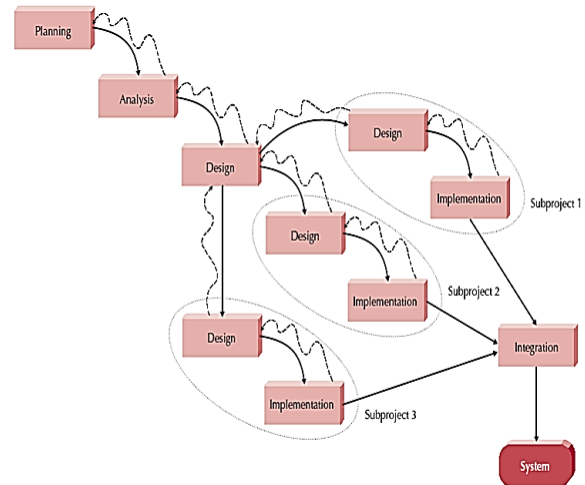 Planning
Analysis
Design
Design
Implementation
Subproject 1
Design
Implementation
Subproject 2
Design
Implementation
Subproject 3
Integration
System